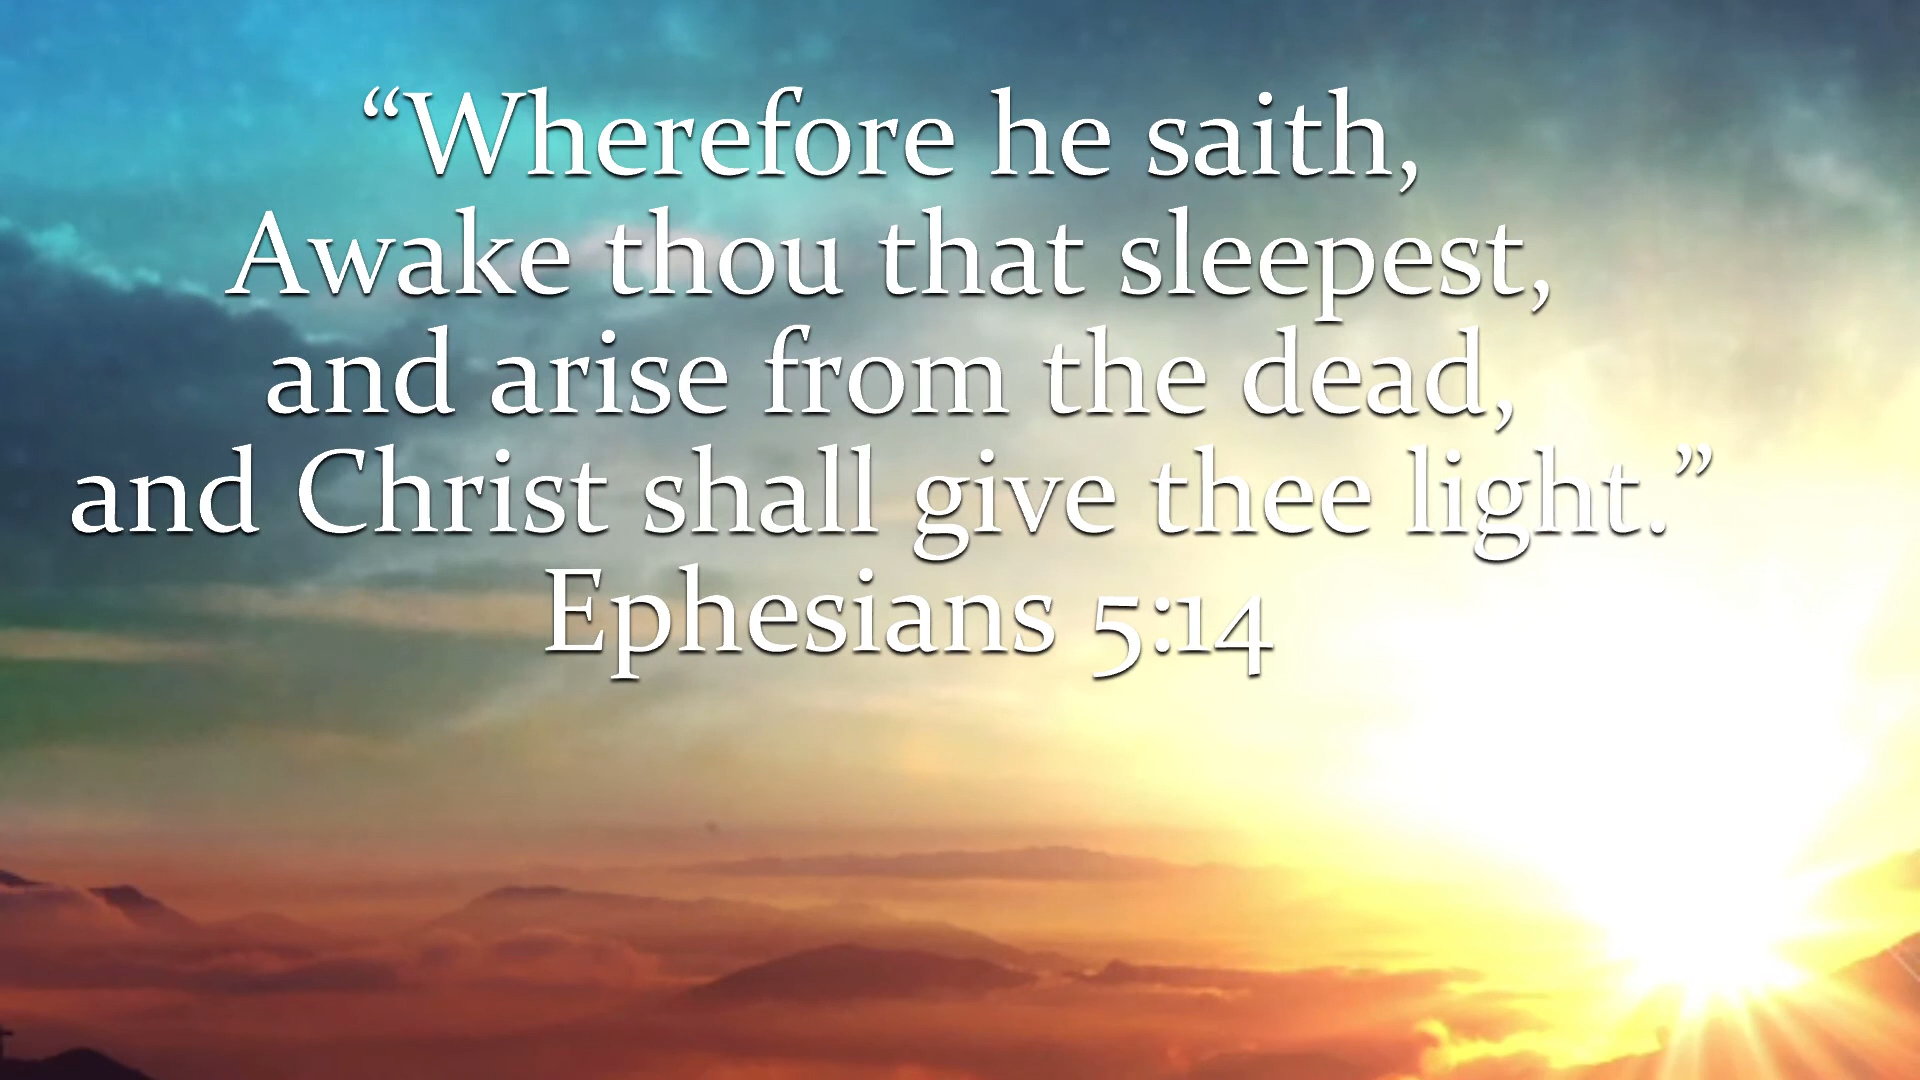 “Wherefore he saith,
Awake thou that sleepest,
and arise from the dead,
and Christ shall give thee light.”
Ephesians 5:14